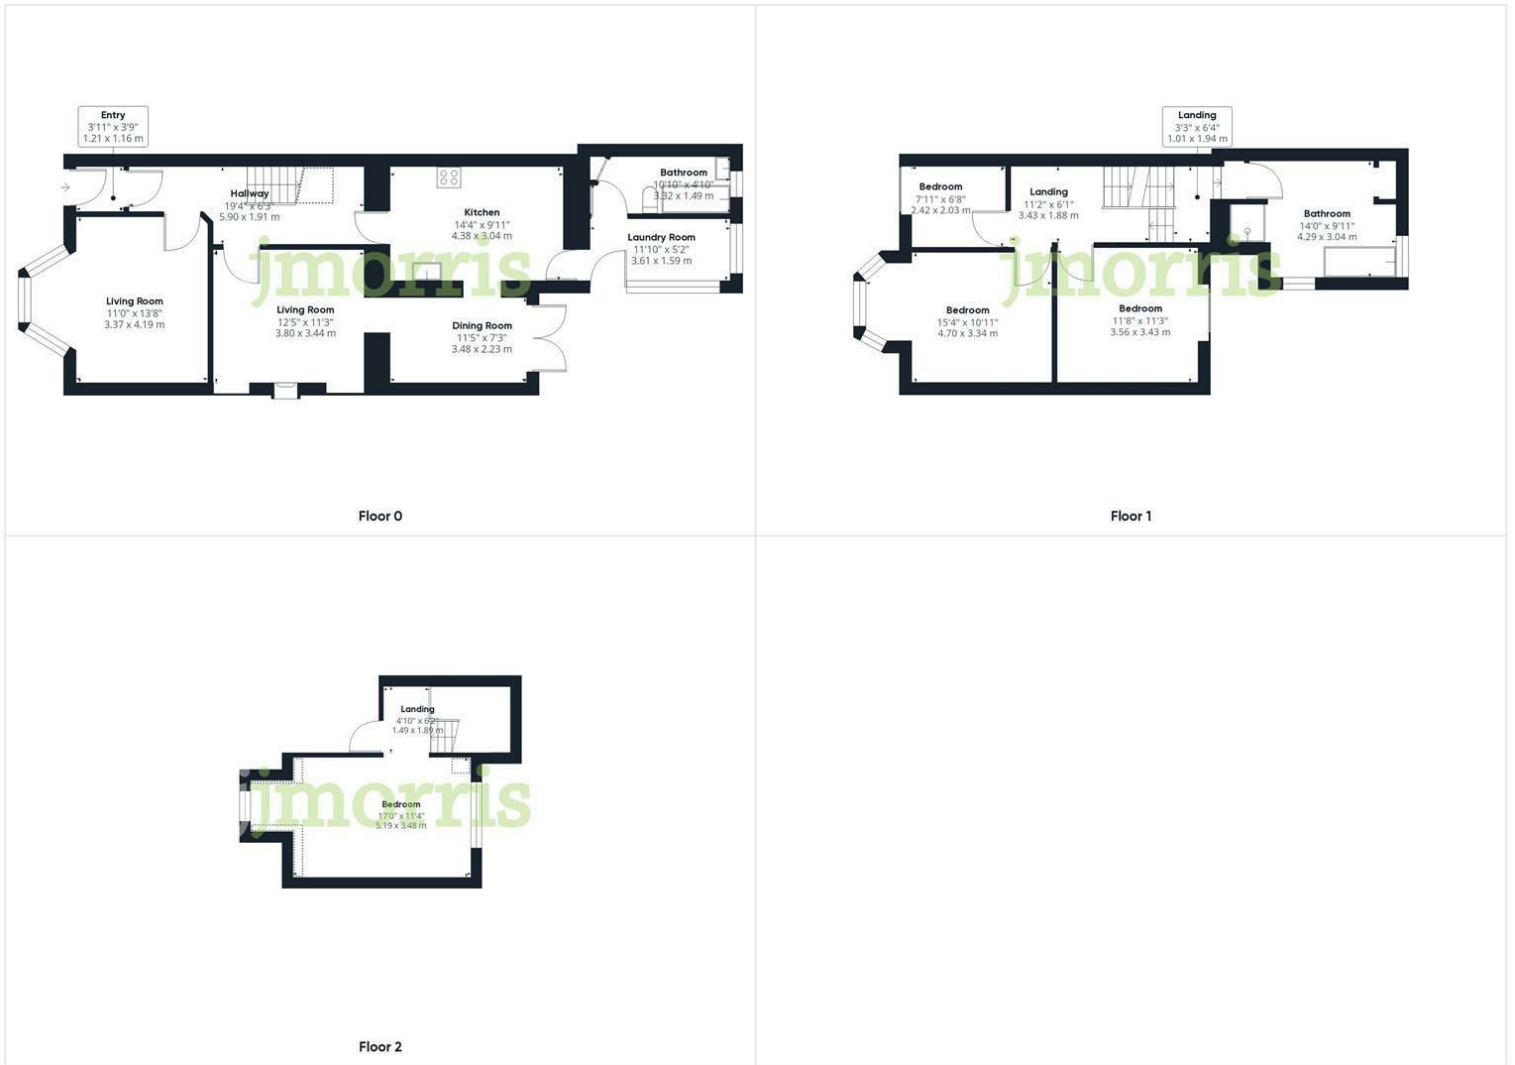 Entry
3'11" x 3'9"
1.21 x 1.16 m
Hallway
19'4" x 6'3"
5.90 x 1.91 m
Kitchen
14'4" x 9'11"
4.38 x 3.04 m
Bathroom
10'10" x 4'10"
3.32 x 1.49 m
Laundry Room
11'10" x 5'2"
3.61 x 1.59 m
Living Room
11'0" x 13'8"
3.37 x 4.19 m
Living Room
12'5" x 11'3"
3.80 x 3.44 m
Dining Room
11'5" x 7'3"
3.48 x 2.23 m
jmorris
Floor 0
Landing
3'3" x 6'4"
1.01 x 1.94 m
Bedroom
7'11" x 6'8"
2.42 x 2.03 m
Landing
11'2" x 6'1"
3.43 x 1.88 m
Bathroom
14'0" x 9'11"
4.29 x 3.04 m
Bedroom
15'4" x 10'11"
4.70 x 3.34 m
Bedroom
11'8" x 11'3"
3.56 x 3.43 m
jmorris
Floor 1
Landing
4'10" x 6'2"
1.49 x 1.89 m
Bedroom
17'0" x 11'4"
5.19 x 3.48 m
jmorris
Floor 2